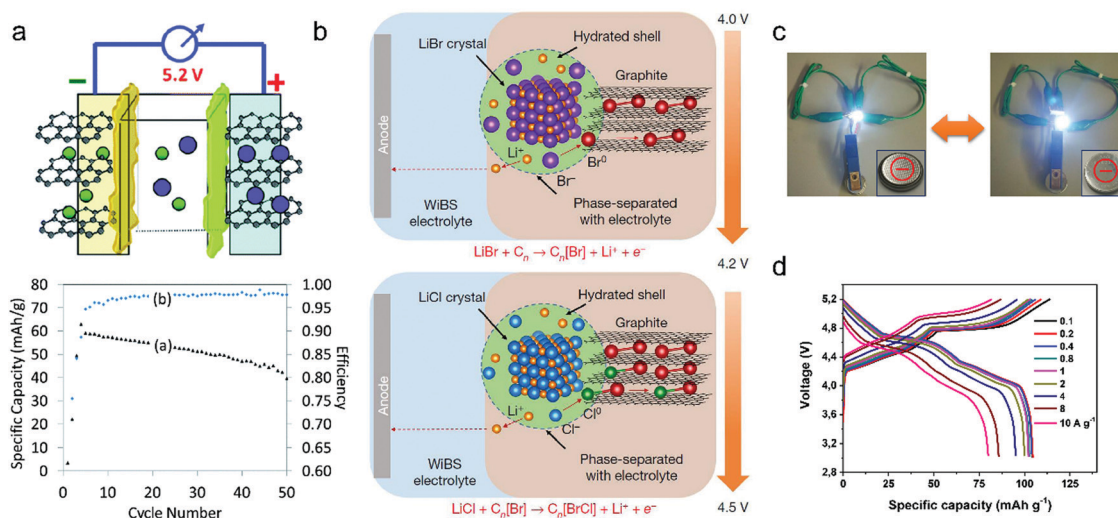 a
5.2 V
−
+
80
70
60
50
40
30
20
10
0
Specific Capacity (mAh/g)
(b)
(a)
1.00
0.95
0.90
0.85
0.80
0.75
0.70
0.65
0.60
Efficiency
0
10
20
30
40
50
Cycle Number
b
LiBr crystal
Hydrated shell
Graphite
Anode
Li⁺
Br⁰
Br⁻
WiBS
electrolyte
Phase-separated
with electrolyte
LiBr + Cₙ → Cₙ[Br] + Li⁺ + e⁻
4.0 V
4.2 V
LiCl crystal
Hydrated shell
Graphite
Anode
Li⁺
Cl⁰
Cl⁻
WiBS
electrolyte
Phase-separated
with electrolyte
LiCl + Cₙ[Br] → Cₙ[BrCl] + Li⁺ + e⁻
4.5 V
c
d
5,2
4,8
4,4
4,0
3,6
3,2
2,8
Voltage (V)
0.1
0.2
0.4
0.8
1
2
4
8
10 A g⁻¹
0
25
50
75
100
125
Specific capacity (mAh g⁻¹)